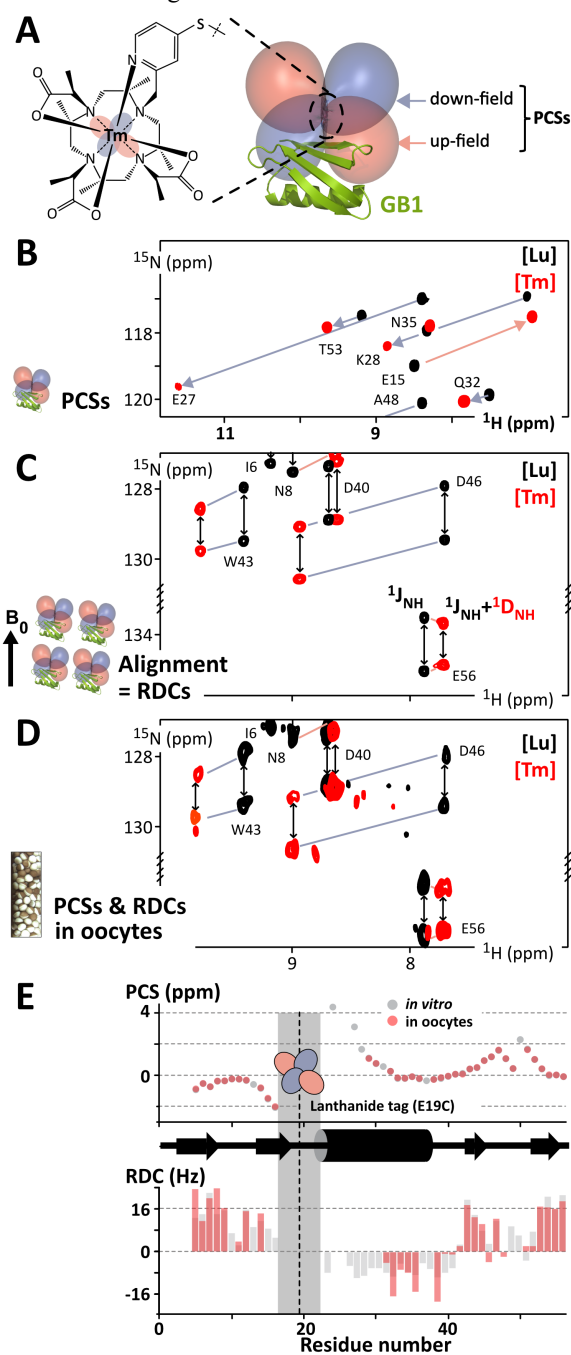 A
S
N
O
O
N
N
Tm
O
O
N
N
O
O
down-field
up-field
PCSs
GB1
B
15N (ppm)
[Lu]
[Tm]
118
120
T53
N35
K28
E15
Q32
E27
A48
PCSs
11
9
1H (ppm)
C
15N (ppm)
[Lu]
[Tm]
128
130
134
I6
N8
D40
D46
W43
1JNH
1JNH+1DNH
E56
B0
Alignment
= RDCs
9
1H (ppm)
D
15N (ppm)
[Lu]
[Tm]
128
130
I6
N8
D40
D46
W43
E56
PCSs & RDCs
in oocytes
9
8
1H (ppm)
E
PCS (ppm)
in vitro
in oocytes
4
0
Lanthanide tag (E19C)
RDC (Hz)
16
0
-16
0
20
40
Residue number